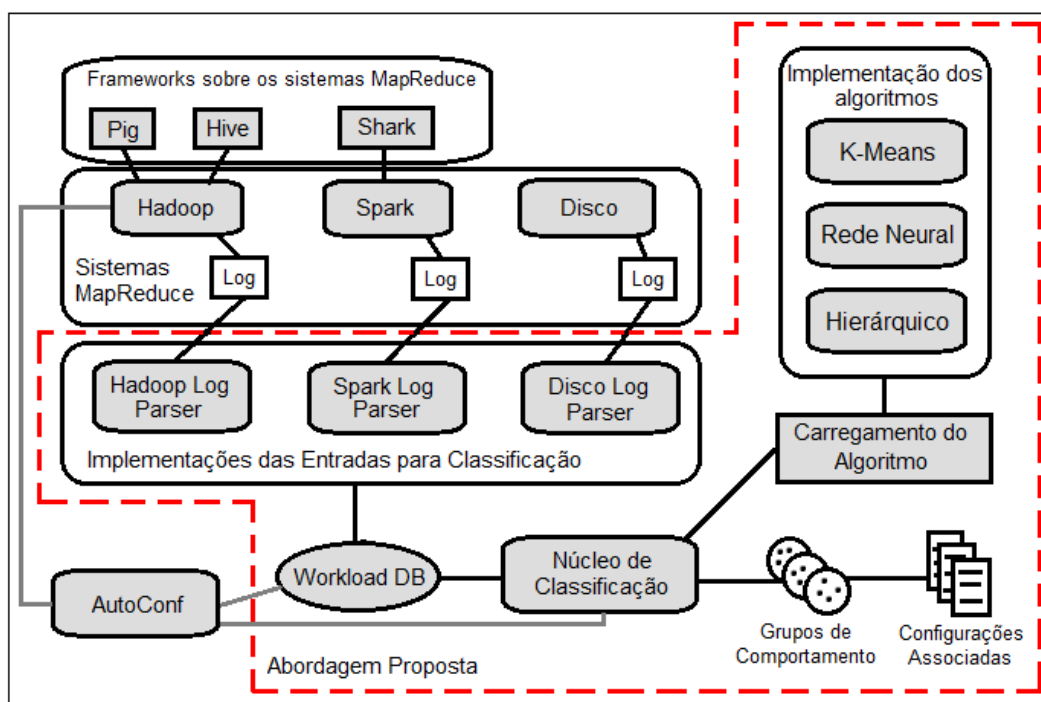 Frameworks sobre os sistemas MapReduce
Pig
Hive
Shark
Hadoop
Spark
Disco
Log
Log
Log
Sistemas
MapReduce
Hadoop Log
Parser
Spark Log
Parser
Disco Log
Parser
Implementações das Entradas para Classificação
Implementação dos
algoritmos
K-Means
Rede Neural
Hierárquico
Carregamento do
Algoritmo
AutoConf
Workload DB
Núcleo de
Classificação
Grupos de
Comportamento
Configurações
Associadas
Abordagem Proposta